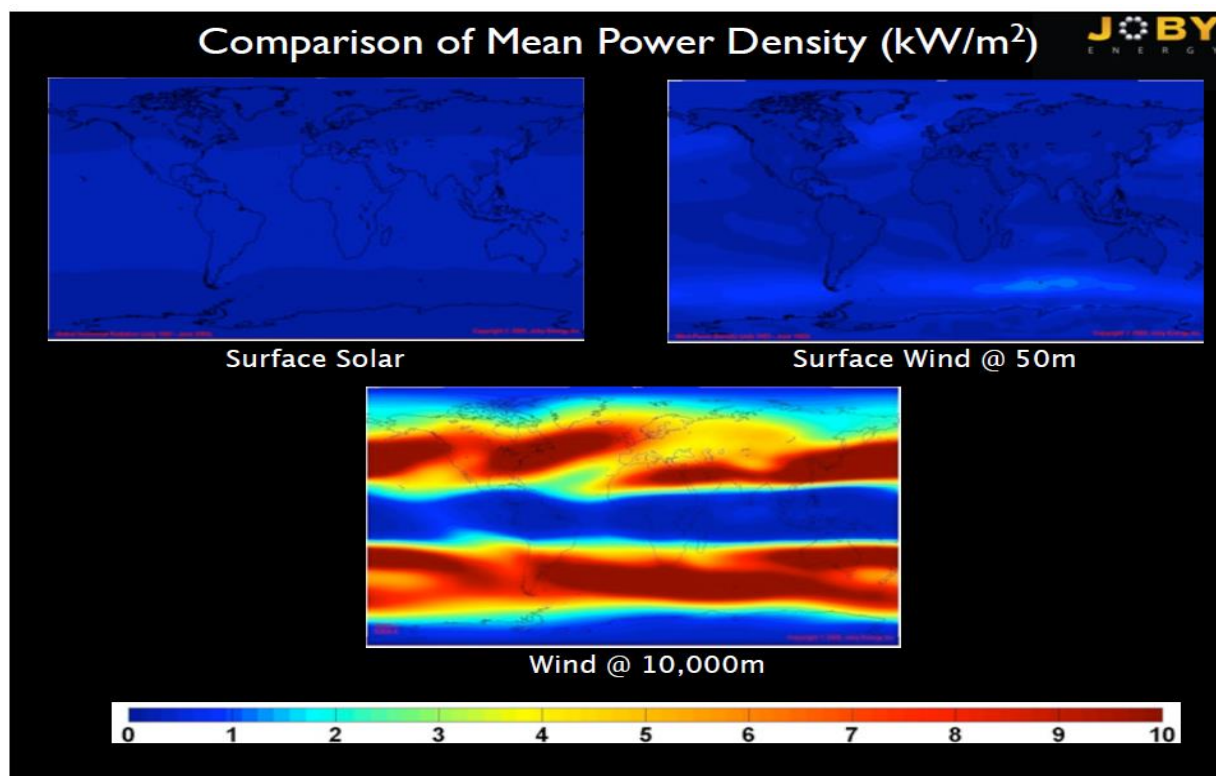 Comparison of Mean Power Density (kW/m²)
JOBY
ENERGY
Surface Solar
Surface Wind @ 50m
Wind @ 10,000m
0 1 2 3 4 5 6 7 8 9 10